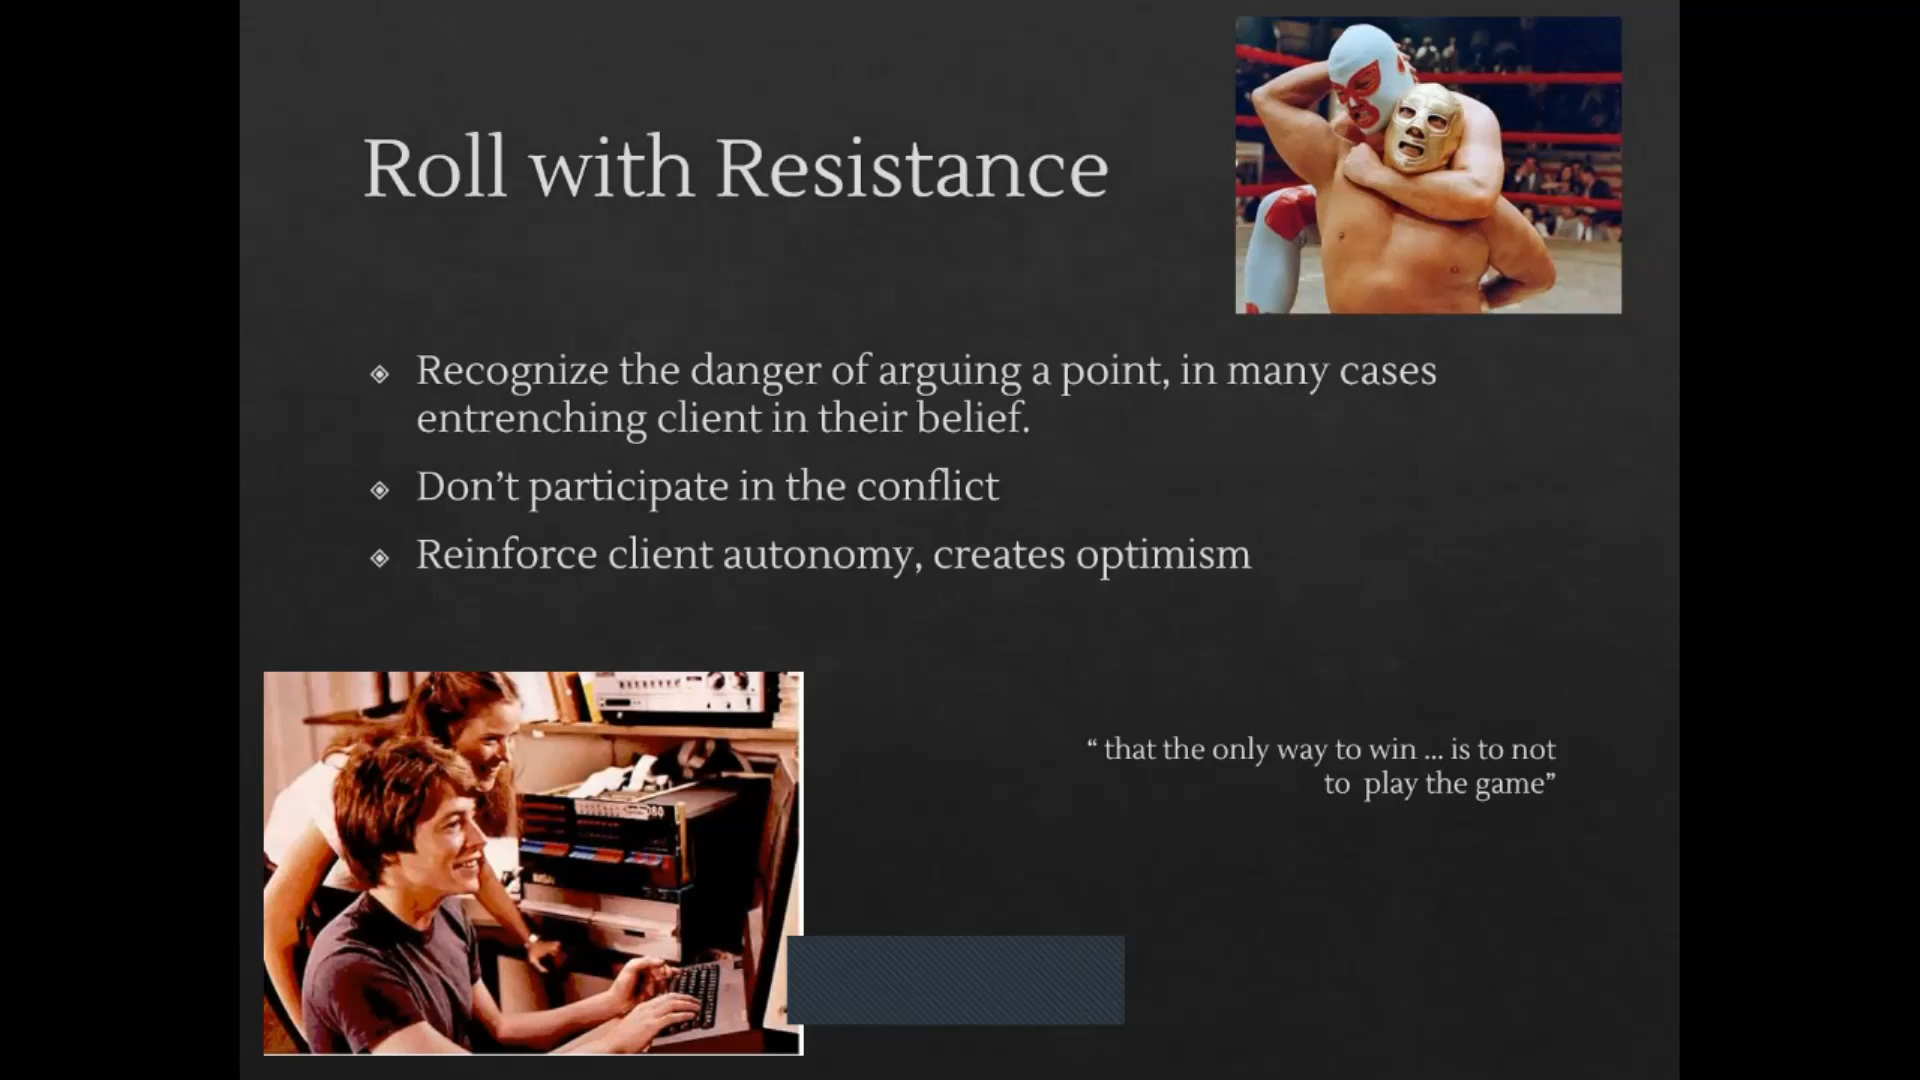 Roll with Resistance
Recognize the danger of arguing a point, in many cases
entrenching client in their belief.
Don’t participate in the conflict
Reinforce client autonomy, creates optimism
“ that the only way to win ... is to not
to play the game”